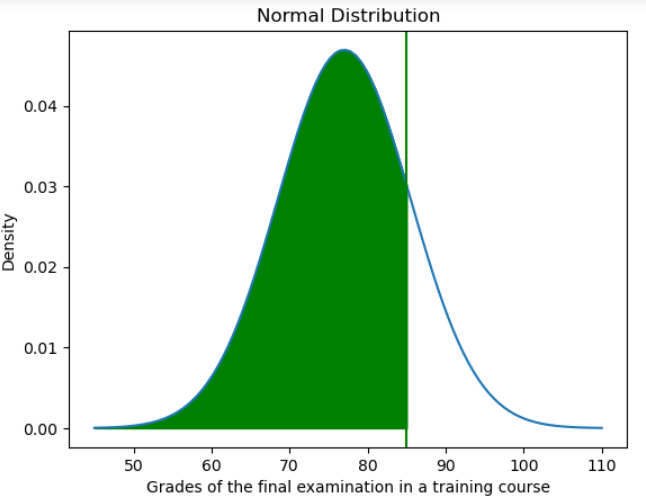 Normal Distribution
Density
0.04
0.03
0.02
0.01
0.00
50 60 70 80 90 100 110
Grades of the final examination in a training course